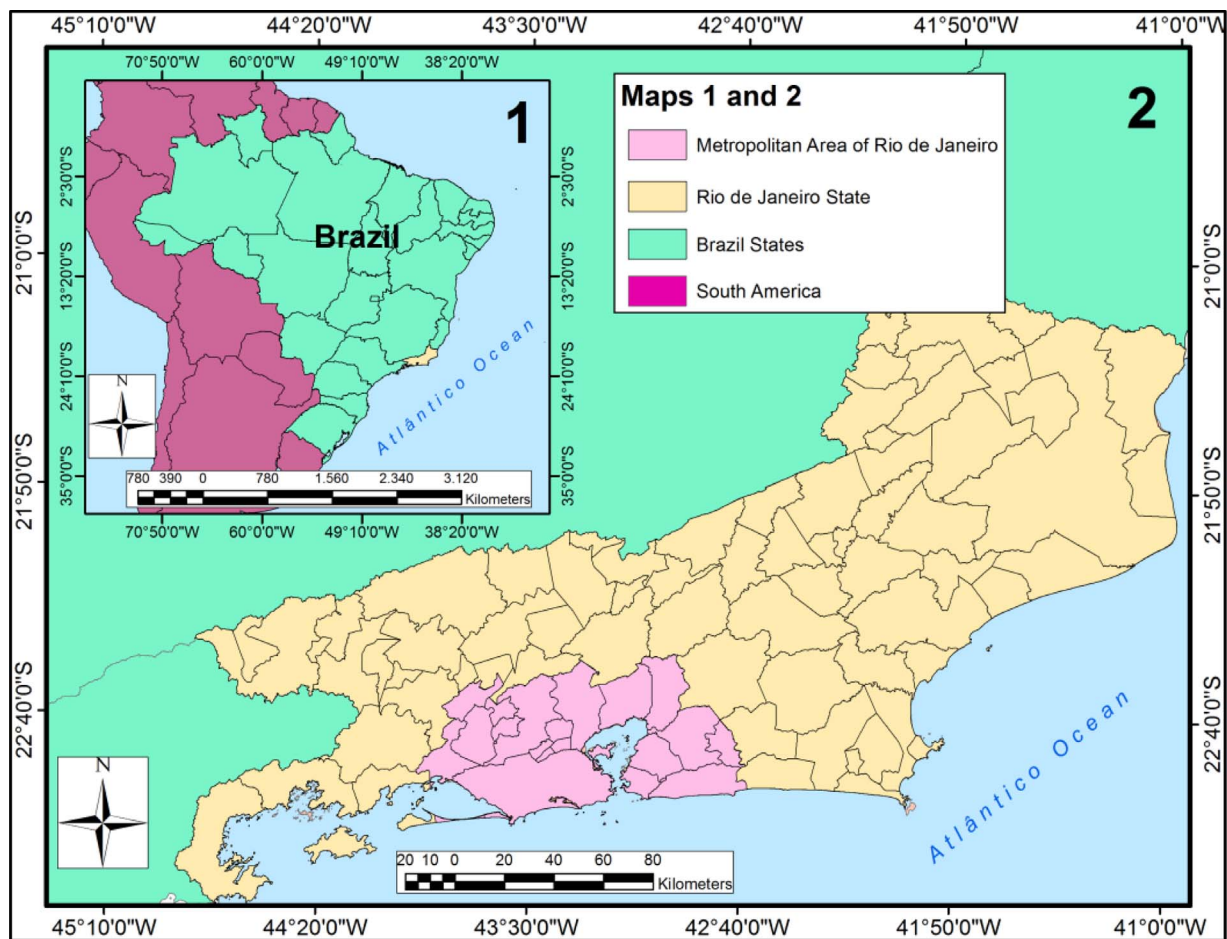 45°10'0"W 44°20'0"W 43°30'0"W 42°40'0"W 41°50'0"W 41°0'0"W
70°50'0"W 60°0'0"W 49°10'0"W 38°20'0"W
1
2
Maps 1 and 2
Metropolitan Area of Rio de Janeiro
Rio de Janeiro State
Brazil States
South America
2°30'0"S
13°20'0"S
24°10'0"S
35°0'0"S
2°30'0"S
13°20'0"S
24°10'0"S
35°0'0"S
Brazil
Atlântico Ocean
N
780 390 0 780 1.560 2.340 3.120
Kilometers
70°50'0"W 60°0'0"W 49°10'0"W 38°20'0"W
21°0'0"S
21°50'0"S
22°40'0"S
21°0'0"S
21°50'0"S
22°40'0"S
Atlântico Ocean
N
20 10 0 20 40 60 80
Kilometers
45°10'0"W 44°20'0"W 43°30'0"W 42°40'0"W 41°50'0"W 41°0'0"W